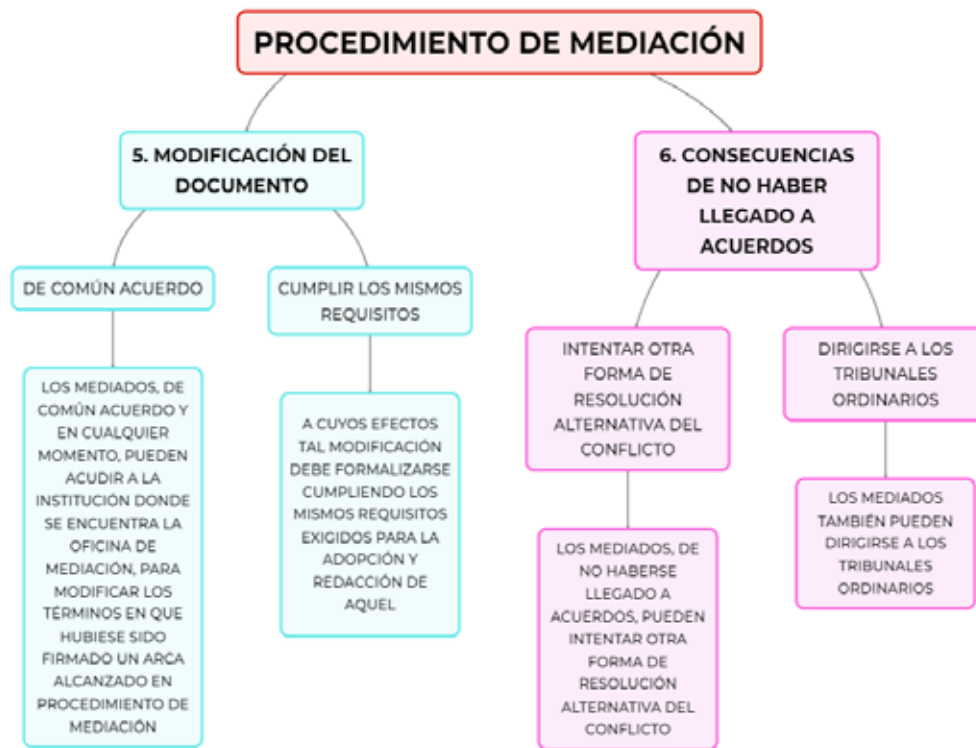 PROCEDIMIENTO DE MEDIACIÓN
5. MODIFICACIÓN DEL
DOCUMENTO
DE COMÚN ACUERDO
LOS MEDIADOS, DE
COMÚN ACUERDO Y
EN CUALQUIER
MOMENTO, PUEDEN
ACUDIR A LA
INSTITUCIÓN DONDE
SE ENCUENTRA LA
OFICINA DE
MEDIACIÓN, PARA
MODIFICAR LOS
TÉRMINOS EN QUE
HUBIESE SIDO
FIRMADO UN ARCA
ALCANZADO EN
PROCEDIMIENTO DE
MEDIACIÓN
CUMPLIR LOS MISMOS
REQUISITOS
A CUYOS EFECTOS
TAL MODIFICACIÓN
DEBE FORMALIZARSE
CUMPLIENDO LOS
MISMOS REQUISITOS
EXIGIDOS PARA LA
ADOPCIÓN Y
REDACCIÓN DE
AQUEL
6. CONSECUENCIAS
DE NO HABER
LLEGADO A
ACUERDOS
INTENTAR OTRA
FORMA DE
RESOLUCIÓN
ALTERNATIVA DEL
CONFLICTO
LOS MEDIADOS, DE
NO HABERSE
LLEGADO A
ACUERDOS, PUEDEN
INTENTAR OTRA
FORMA DE
RESOLUCIÓN
ALTERNATIVA DEL
CONFLICTO
DIRIGIRSE A LOS
TRIBUNALES
ORDINARIOS
LOS MEDIADOS
TAMBIÉN PUEDEN
DIRIGIRSE A LOS
TRIBUNALES
ORDINARIOS